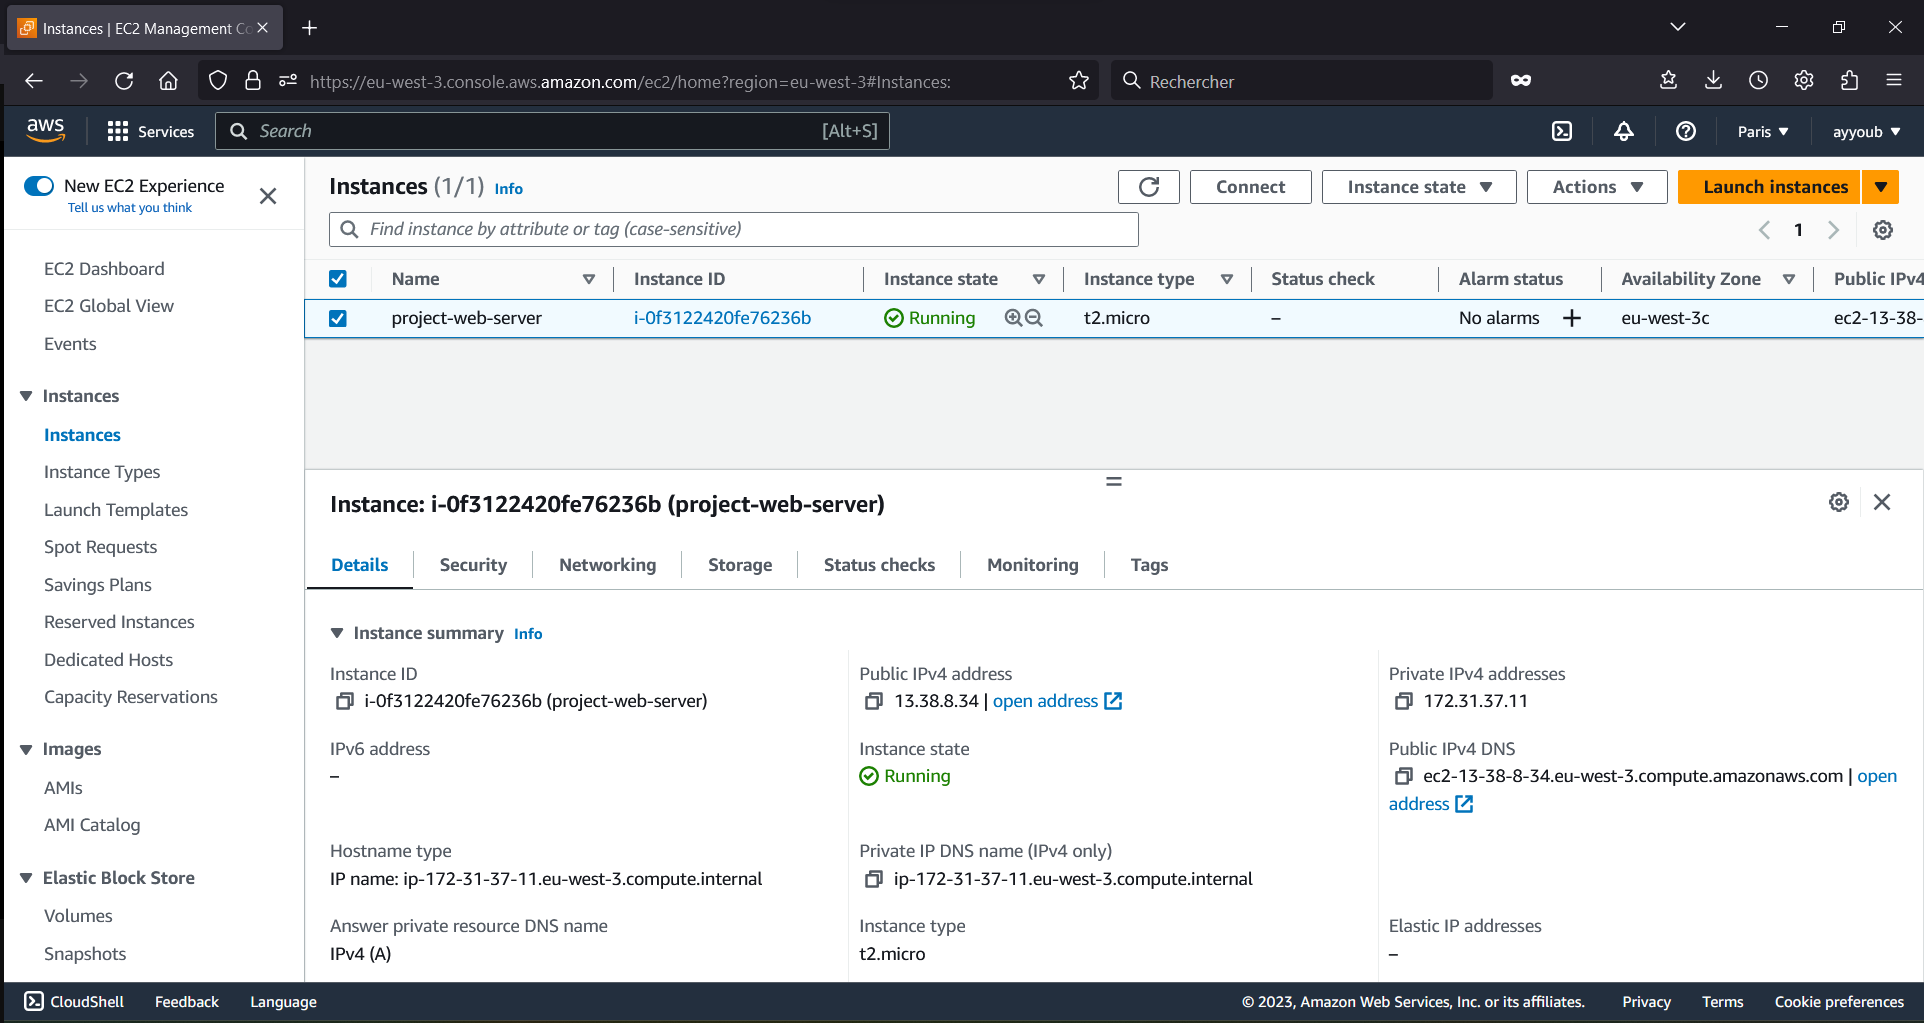 Instances | EC2 Management Co
https://eu-west-3.console.aws.amazon.com/ec2/home?region=eu-west-3#Instances:
Rechercher
aws
Services
Search
[Alt+S]
Paris
ayyoub
New EC2 Experience
Tell us what you think
EC2 Dashboard
EC2 Global View
Events
Instances
Instances
Instance Types
Launch Templates
Spot Requests
Savings Plans
Reserved Instances
Dedicated Hosts
Capacity Reservations
Images
AMIs
AMI Catalog
Elastic Block Store
Volumes
Snapshots
Instances (1/1) Info
Connect
Instance state
Actions
Launch instances
Find instance by attribute or tag (case-sensitive)
1
Name Instance ID Instance state Instance type Status check Alarm status Availability Zone Public IPv4
project-web-server i-0f3122420fe76236b Running t2.micro – No alarms + eu-west-3c ec2-13-38-
Instance: i-0f3122420fe76236b (project-web-server)
Details Security Networking Storage Status checks Monitoring Tags
Instance summary Info
Instance ID
i-0f3122420fe76236b (project-web-server)
Public IPv4 address
13.38.8.34 | open address
Private IPv4 addresses
172.31.37.11
IPv6 address
–
Instance state
Running
Public IPv4 DNS
ec2-13-38-8-34.eu-west-3.compute.amazonaws.com | open
address
Hostname type
IP name: ip-172-31-37-11.eu-west-3.compute.internal
Private IP DNS name (IPv4 only)
ip-172-31-37-11.eu-west-3.compute.internal
Answer private resource DNS name
IPv4 (A)
Instance type
t2.micro
Elastic IP addresses
–
CloudShell Feedback Language
© 2023, Amazon Web Services, Inc. or its affiliates. Privacy Terms Cookie preferences